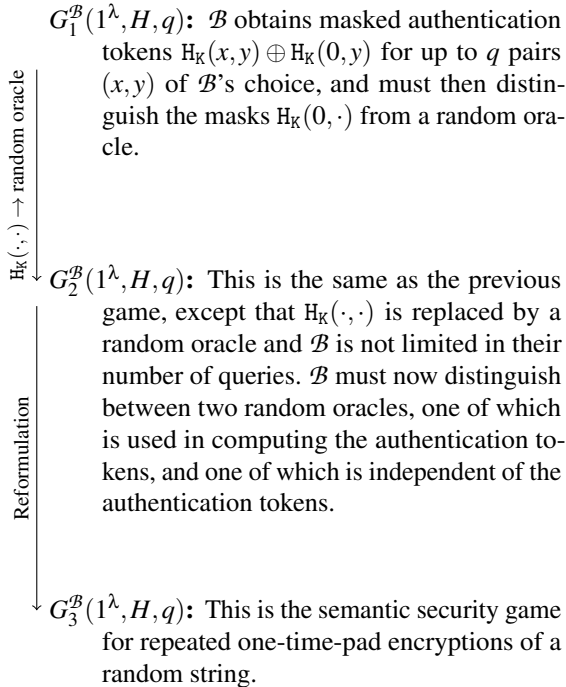 G₁ᴮ(1^λ, H, q): B obtains masked authentication
tokens H_K(x, y) ⊕ H_K(0, y) for up to q pairs
(x, y) of B's choice, and must then distin-
guish the masks H_K(0, ·) from a random ora-
cle.
H_K(·, ·) → random oracle
G₂ᴮ(1^λ, H, q): This is the same as the previous
game, except that H_K(·, ·) is replaced by a
random oracle and B is not limited in their
number of queries. B must now distinguish
between two random oracles, one of which
is used in computing the authentication to-
kens, and one of which is independent of the
authentication tokens.
Reformulation
G₃ᴮ(1^λ, H, q): This is the semantic security game
for repeated one-time-pad encryptions of a
random string.